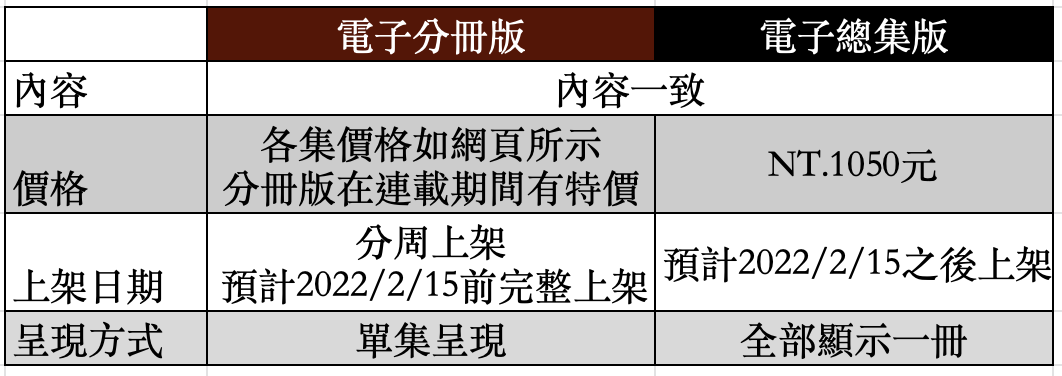 電子分冊版
電子總集版
內容
內容一致
價格
各集價格如網頁所示
分冊版在連載期間有特價
NT.1050元
上架日期
分周上架
預計2022/2/15前完整上架
預計2022/2/15之後上架
呈現方式
單集呈現
全部顯示一冊